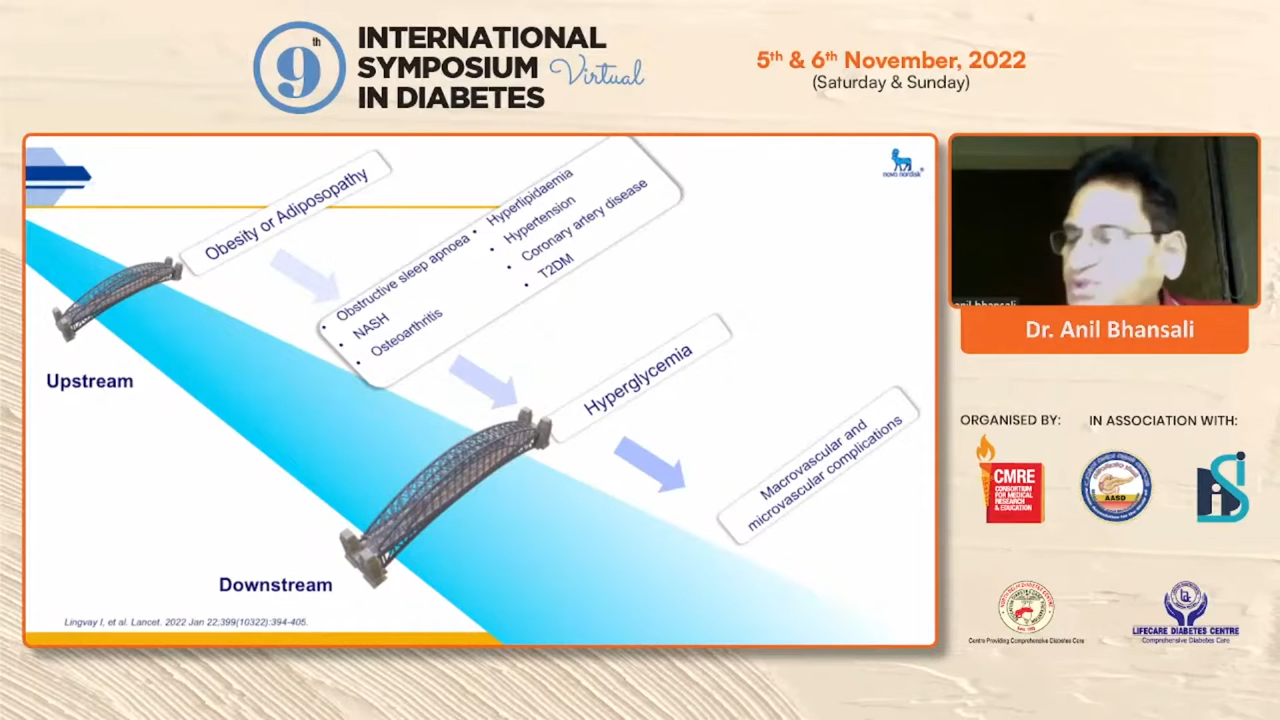 9th
INTERNATIONAL
SYMPOSIUM Virtual
IN DIABETES
5th & 6th November, 2022
(Saturday & Sunday)
novo nordisk®
Obesity or Adiposopathy
• Obstructive sleep apnoea
• NASH
• Osteoarthritis
• Hyperlipidaemia
• Hypertension
• Coronary artery disease
• T2DM
Upstream
Hyperglycemia
Macrovascular and
microvascular complications
Downstream
Lingvay I, et al. Lancet. 2022 Jan 22;399(10322):394-405.
anil bhansali
Dr. Anil Bhansali
ORGANISED BY:
IN ASSOCIATION WITH:
CMRE
CONSORTIUM
FOR MEDICAL
RESEARCH
& EDUCATION
AASD
Centre Providing Comprehensive Diabetes Care
LIFECARE DIABETES CENTRE
Comprehensive Diabetes Care